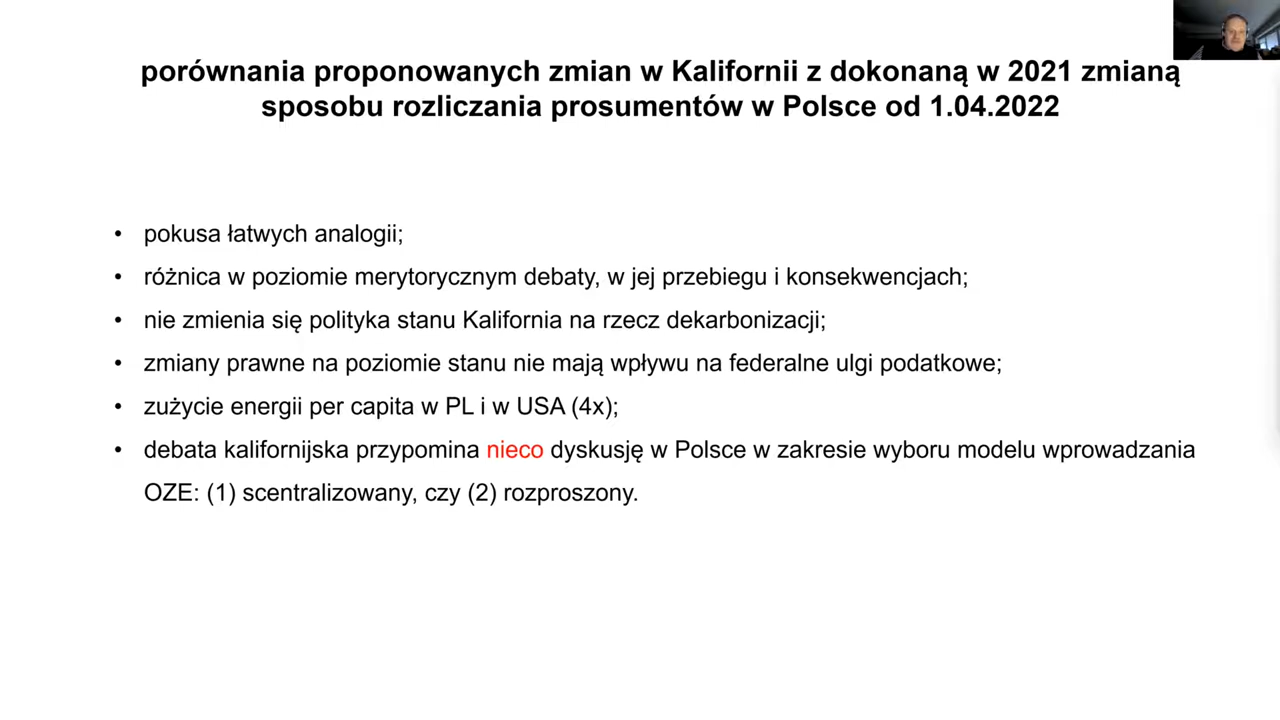 porównania proponowanych zmian w Kalifornii z dokonaną w 2021 zmianą
sposobu rozliczania prosumentów w Polsce od 1.04.2022
• pokusa łatwych analogii;
• różnica w poziomie merytorycznym debaty, w jej przebiegu i konsekwencjach;
• nie zmienia się polityka stanu Kalifornia na rzecz dekarbonizacji;
• zmiany prawne na poziomie stanu nie mają wpływu na federalne ulgi podatkowe;
• zużycie energii per capita w PL i w USA (4x);
• debata kalifornijska przypomina nieco dyskusję w Polsce w zakresie wyboru modelu wprowadzania
OZE: (1) scentralizowany, czy (2) rozproszony.